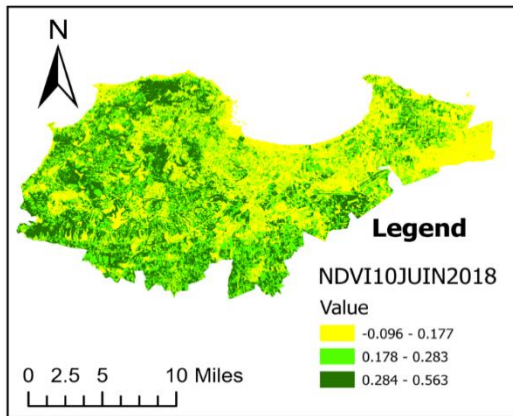 N
Legend
NDVI10JUIN2018
Value
-0.096 - 0.177
0.178 - 0.283
0.284 - 0.563
0 2.5 5 10 Miles